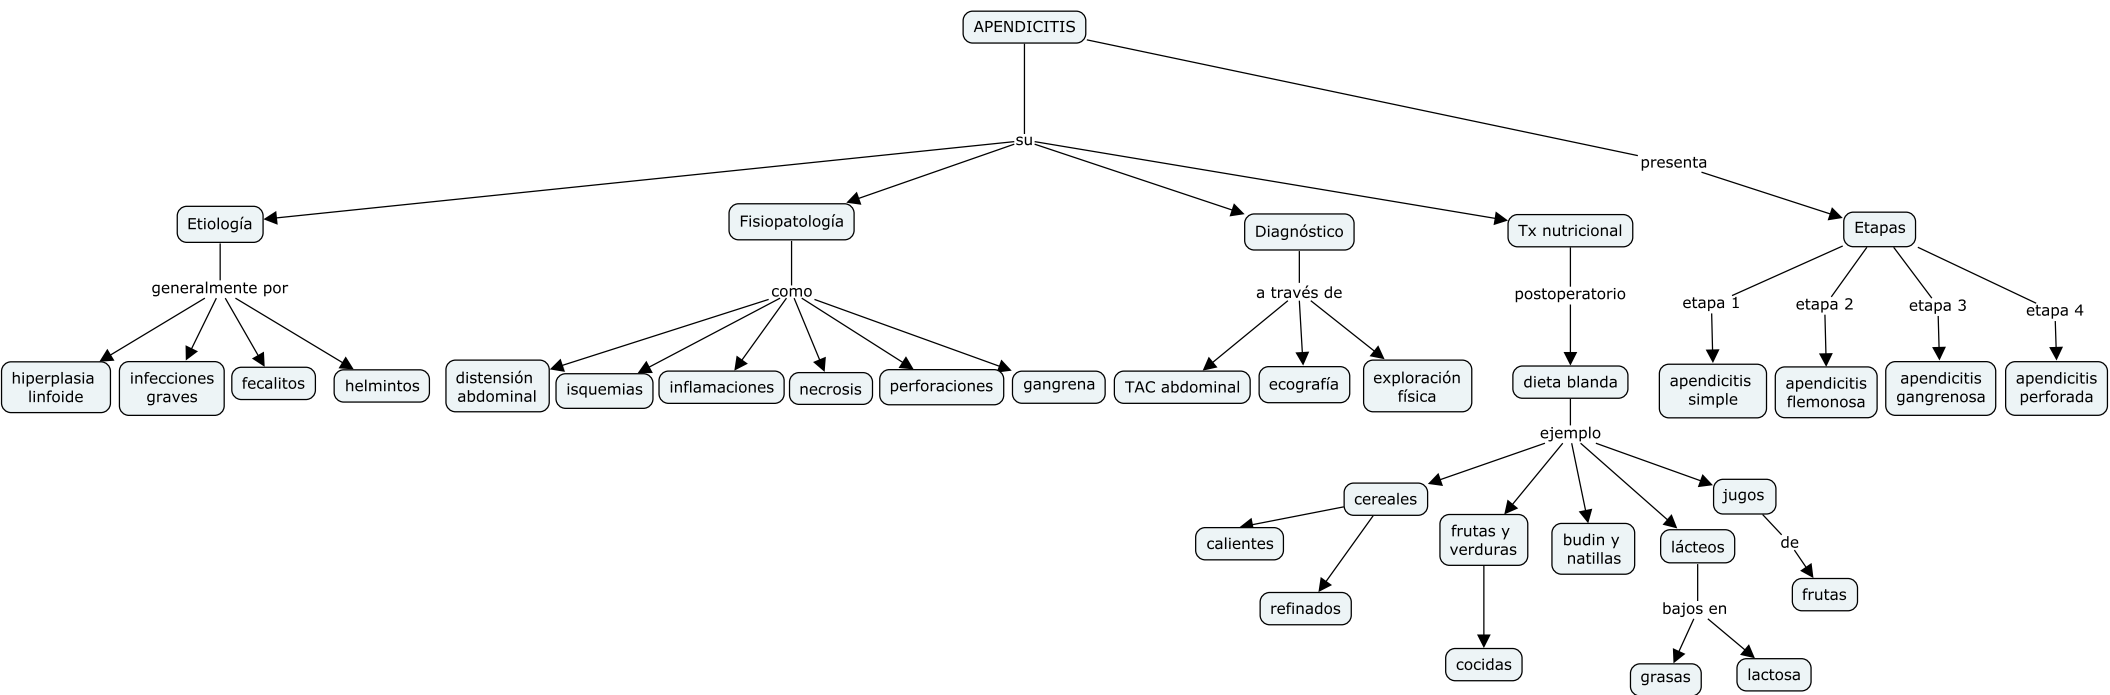 APENDICITIS
su
presenta
Etiología
Fisiopatología
Diagnóstico
Tx nutricional
Etapas
generalmente por
como
a través de
postoperatorio
etapa 1
etapa 2
etapa 3
etapa 4
hiperplasia
linfoide
infecciones
graves
fecalitos
helmintos
distensión
abdominal
isquemias
inflamaciones
necrosis
perforaciones
gangrena
TAC abdominal
ecografía
exploración
física
dieta blanda
apendicitis
simple
apendicitis
flemonosa
apendicitis
gangrenosa
apendicitis
perforada
ejemplo
cereales
jugos
calientes
frutas y
verduras
budin y
natillas
lácteos
de
refinados
bajos en
frutas
cocidas
grasas
lactosa